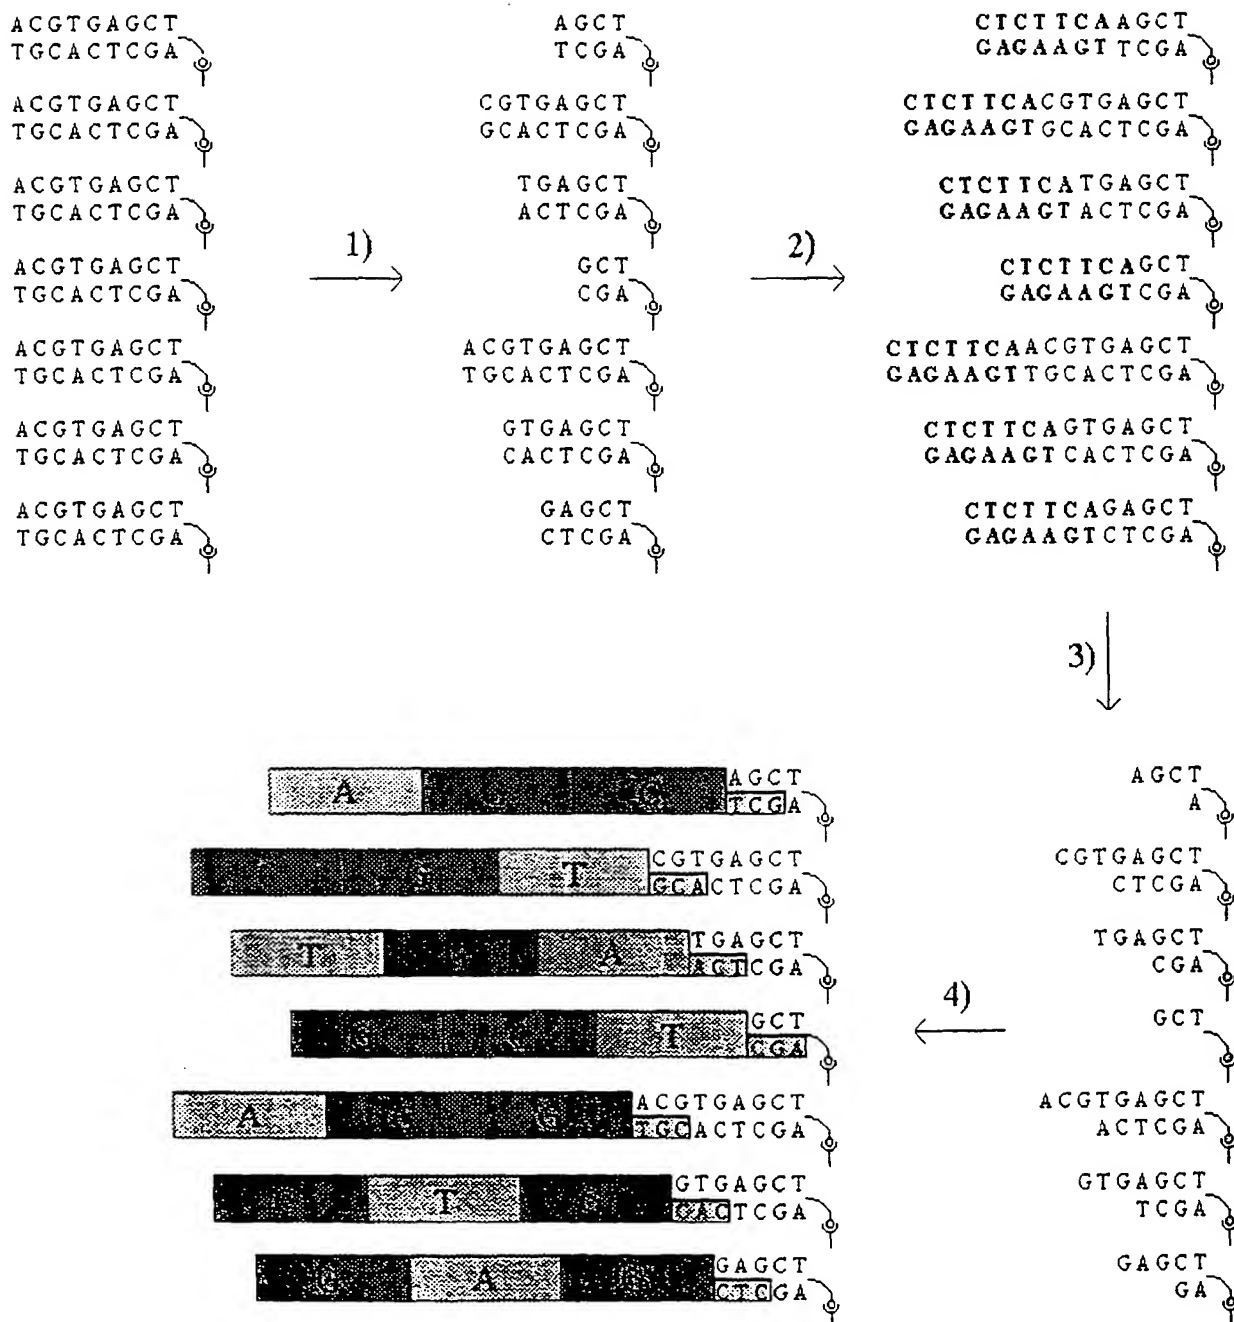 ACGTGAGCT
TGCACTCGA
ACGTGAGCT
TGCACTCGA
ACGTGAGCT
TGCACTCGA
ACGTGAGCT
TGCACTCGA
ACGTGAGCT
TGCACTCGA
ACGTGAGCT
TGCACTCGA
ACGTGAGCT
TGCACTCGA
1)
AGCT
TCGA
CGTGAGCT
GCACTCGA
TGAGCT
ACTCGA
GCT
CGA
ACGTGAGCT
TGCACTCGA
GTGAGCT
CACTCGA
GAGCT
CTCGA
2)
CTCTTCAAGCT
GAGAAGTTCGA
CTCTTCACGTGAGCT
GAGAAGTGCACTCGA
CTCTTCATGAGCT
GAGAAGTACTCGA
CTCTTCAGCT
GAGAAGTCGA
CTCTTCAACGTGAGCT
GAGAAGTTGCACTCGA
CTCTTCAGTGAGCT
GAGAAGTCACTCGA
CTCTTCAGAGCT
GAGAAGTCTCGA
3)
AGCT
A
CGTGAGCT
CTCGA
TGAGCT
CGA
GCT
ACGTGAGCT
ACTCGA
GTGAGCT
TCGA
GAGCT
GA
4)
A G C AGCT
TCGA
G T CGTGAGCT
GCACTCGA
T G A TGAGCT
ACTCGA
G C T GCT
CGA
A C G ACGTGAGCT
TGCACTCGA
T GTGAGCT
CACTCGA
G A GAGCT
CTCGA